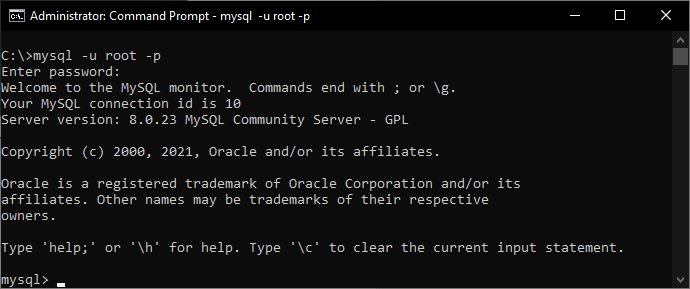 Administrator: Command Prompt - mysql -u root -p
C:\>mysql -u root -p
Enter password:
Welcome to the MySQL monitor.  Commands end with ; or \g.
Your MySQL connection id is 10
Server version: 8.0.23 MySQL Community Server - GPL
Copyright (c) 2000, 2021, Oracle and/or its affiliates.
Oracle is a registered trademark of Oracle Corporation and/or its
affiliates. Other names may be trademarks of their respective
owners.
Type 'help;' or '\h' for help. Type '\c' to clear the current input statement.
mysql> _